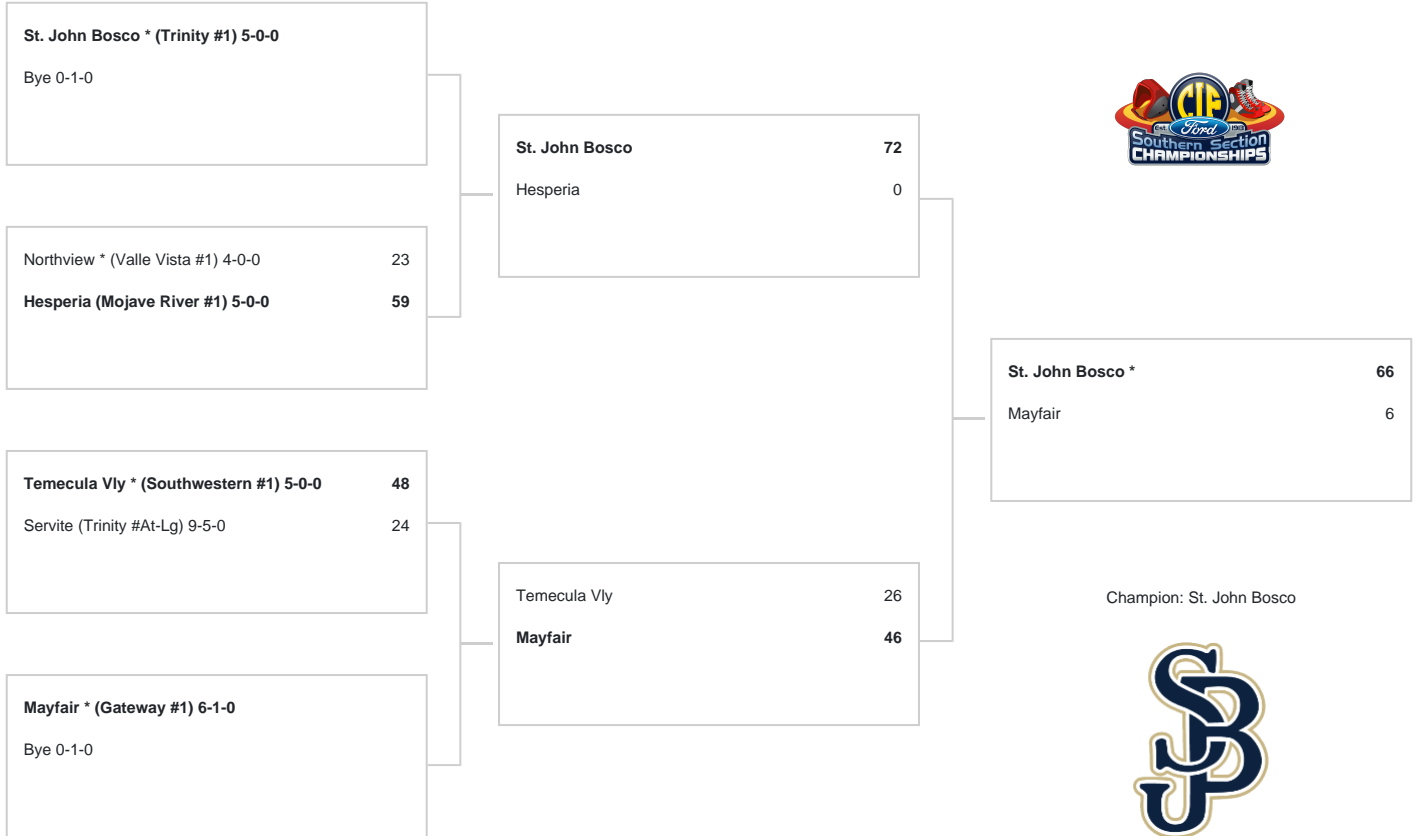 St. John Bosco * (Trinity #1) 5-0-0
Bye 0-1-0
Northview * (Valle Vista #1) 4-0-0 23
Hesperia (Mojave River #1) 5-0-0 59
Temecula Vly * (Southwestern #1) 5-0-0 48
Servite (Trinity #At-Lg) 9-5-0 24
Mayfair * (Gateway #1) 6-1-0
Bye 0-1-0
St. John Bosco 72
Hesperia 0
Temecula Vly 26
Mayfair 46
CIF
Est. Ford 1913
Southern Section
CHAMPIONSHIPS
St. John Bosco * 66
Mayfair 6
Champion: St. John Bosco
SJB